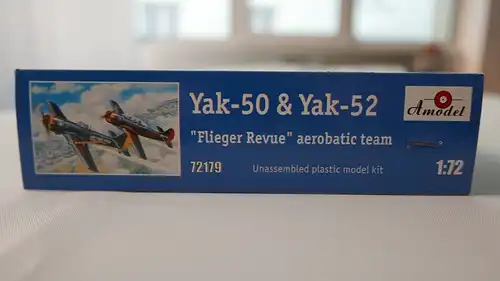 Yak-50 & Yak-52
"Flieger Revue" aerobatic team
72179
Unassembled plastic model kit
Amodel
1:72